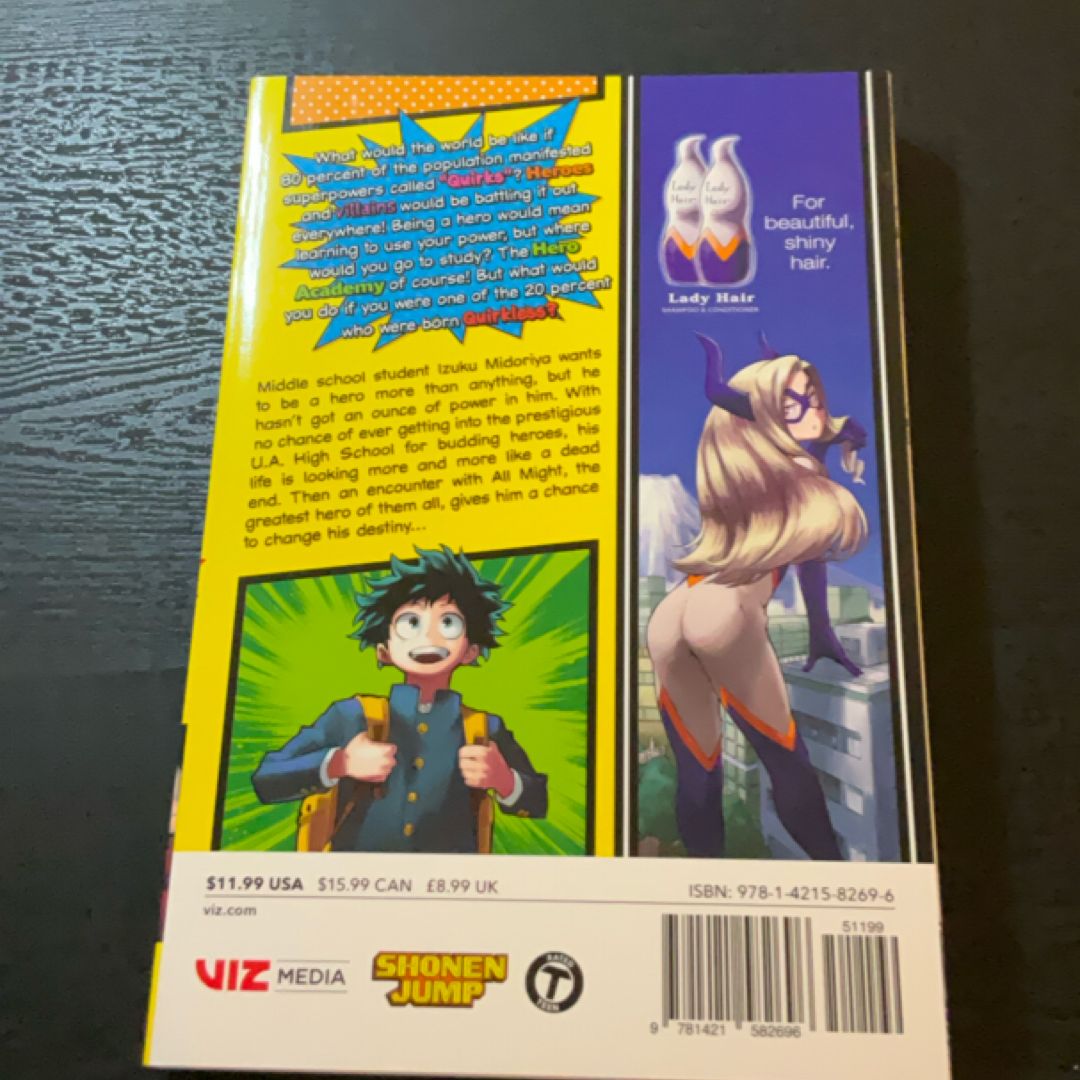 What would the world be like if
80 percent of the population manifested
superpowers called "Quirks"? Heroes
and villains would be battling it out
everywhere! Being a hero would mean
learning to use your power, but where
would you go to study? The Hero
Academy of course! But what would
you do if you were one of the 20 percent
who were born Quirkless?
Middle school student Izuku Midoriya wants
to be a hero more than anything, but he
hasn't got an ounce of power in him. With
no chance of ever getting into the prestigious
U.A. High School for budding heroes, his
life is looking more and more like a dead
end. Then an encounter with All Might, the
greatest hero of them all, gives him a chance
to change his destiny...
Lady
Hair
Lady
Hair
For
beautiful,
shiny
hair.
Lady Hair
SHAMPOO & CONDITIONER
$11.99 USA $15.99 CAN £8.99 UK
viz.com
VIZ MEDIA
SHONEN
JUMP
RATED
T
TEEN
ISBN: 978-1-4215-8269-6
51199
9 781421 582696